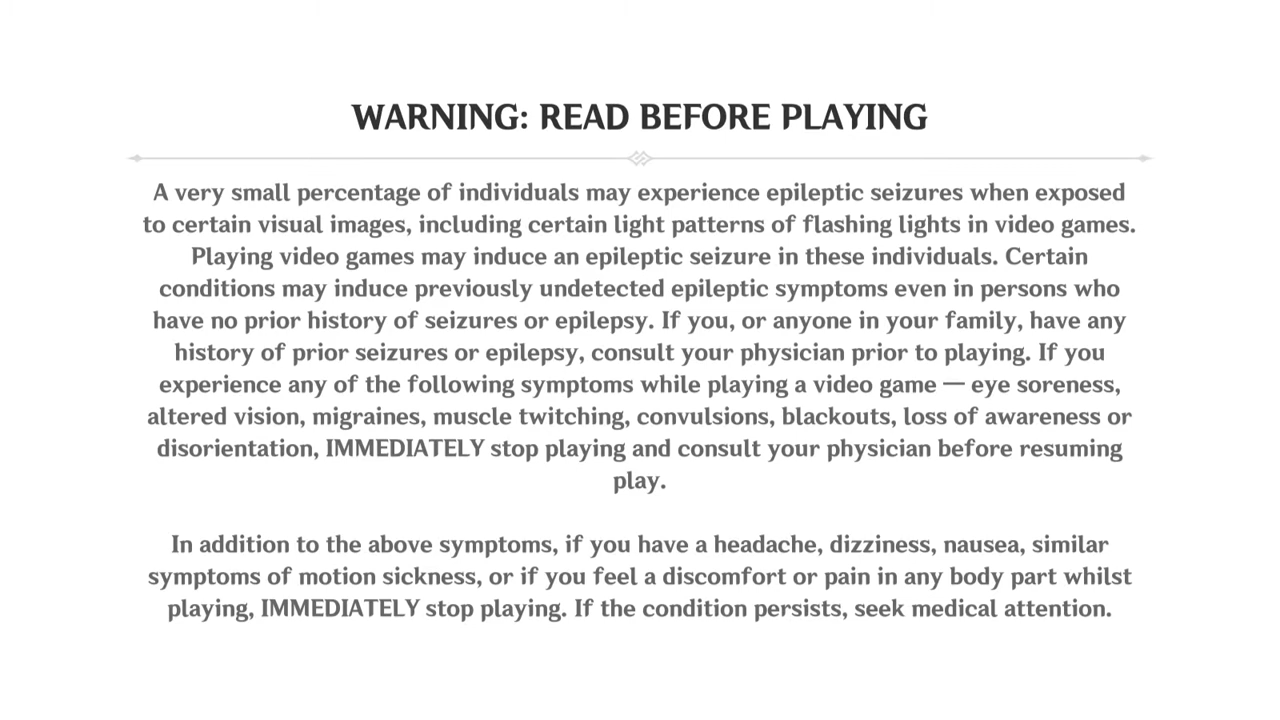 WARNING: READ BEFORE PLAYING
A very small percentage of individuals may experience epileptic seizures when exposed
to certain visual images, including certain light patterns of flashing lights in video games.
Playing video games may induce an epileptic seizure in these individuals. Certain
conditions may induce previously undetected epileptic symptoms even in persons who
have no prior history of seizures or epilepsy. If you, or anyone in your family, have any
history of prior seizures or epilepsy, consult your physician prior to playing. If you
experience any of the following symptoms while playing a video game — eye soreness,
altered vision, migraines, muscle twitching, convulsions, blackouts, loss of awareness or
disorientation, IMMEDIATELY stop playing and consult your physician before resuming
play.
In addition to the above symptoms, if you have a headache, dizziness, nausea, similar
symptoms of motion sickness, or if you feel a discomfort or pain in any body part whilst
playing, IMMEDIATELY stop playing. If the condition persists, seek medical attention.